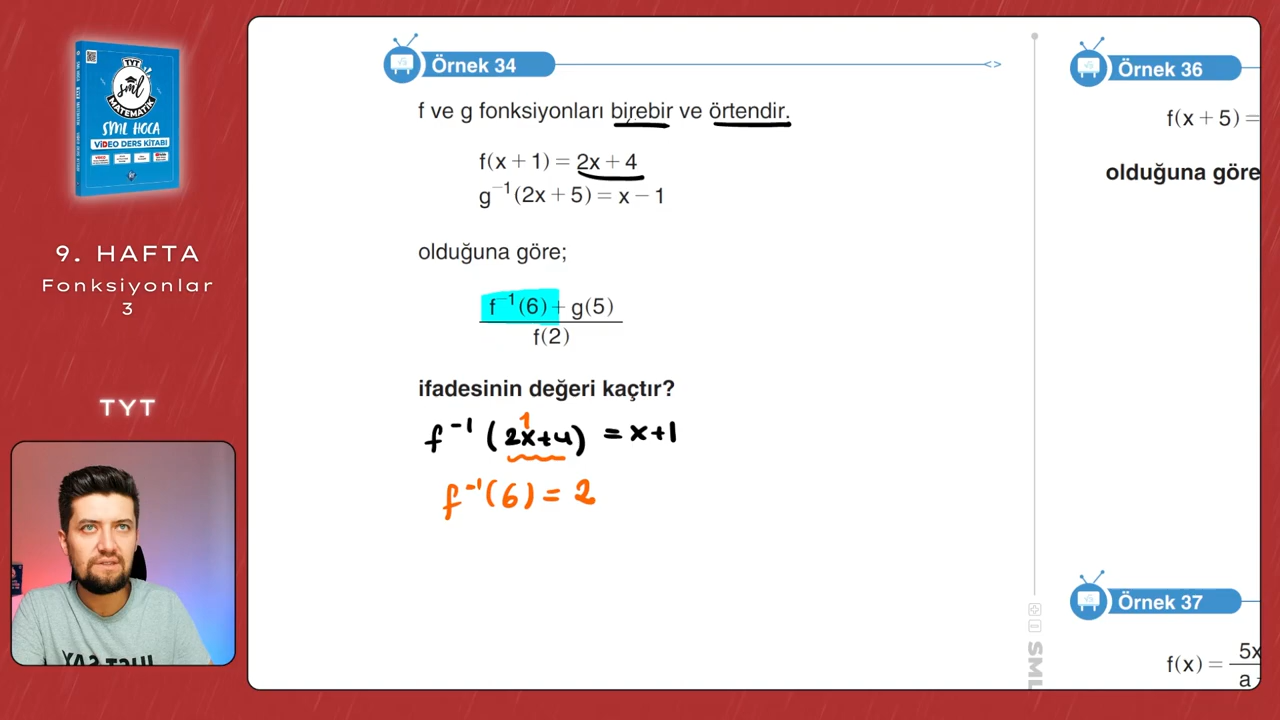 TYT
sml
MATEMATİK
SML HOCA
VİDEO DERS KİTABI
9. HAFTA
Fonksiyonlar
3
TYT
Örnek 34
f ve g fonksiyonları birebir ve örtendir.
f(x + 1) = 2x + 4
g⁻¹(2x + 5) = x − 1
olduğuna göre;
f⁻¹(6) + g(5)
f(2)
ifadesinin değeri kaçtır?
1
f⁻¹(2x+4) = x+1
f⁻¹(6) = 2
Örnek 36
f(x + 5) =
olduğuna göre
Örnek 37
5x
f(x) =
a
SML